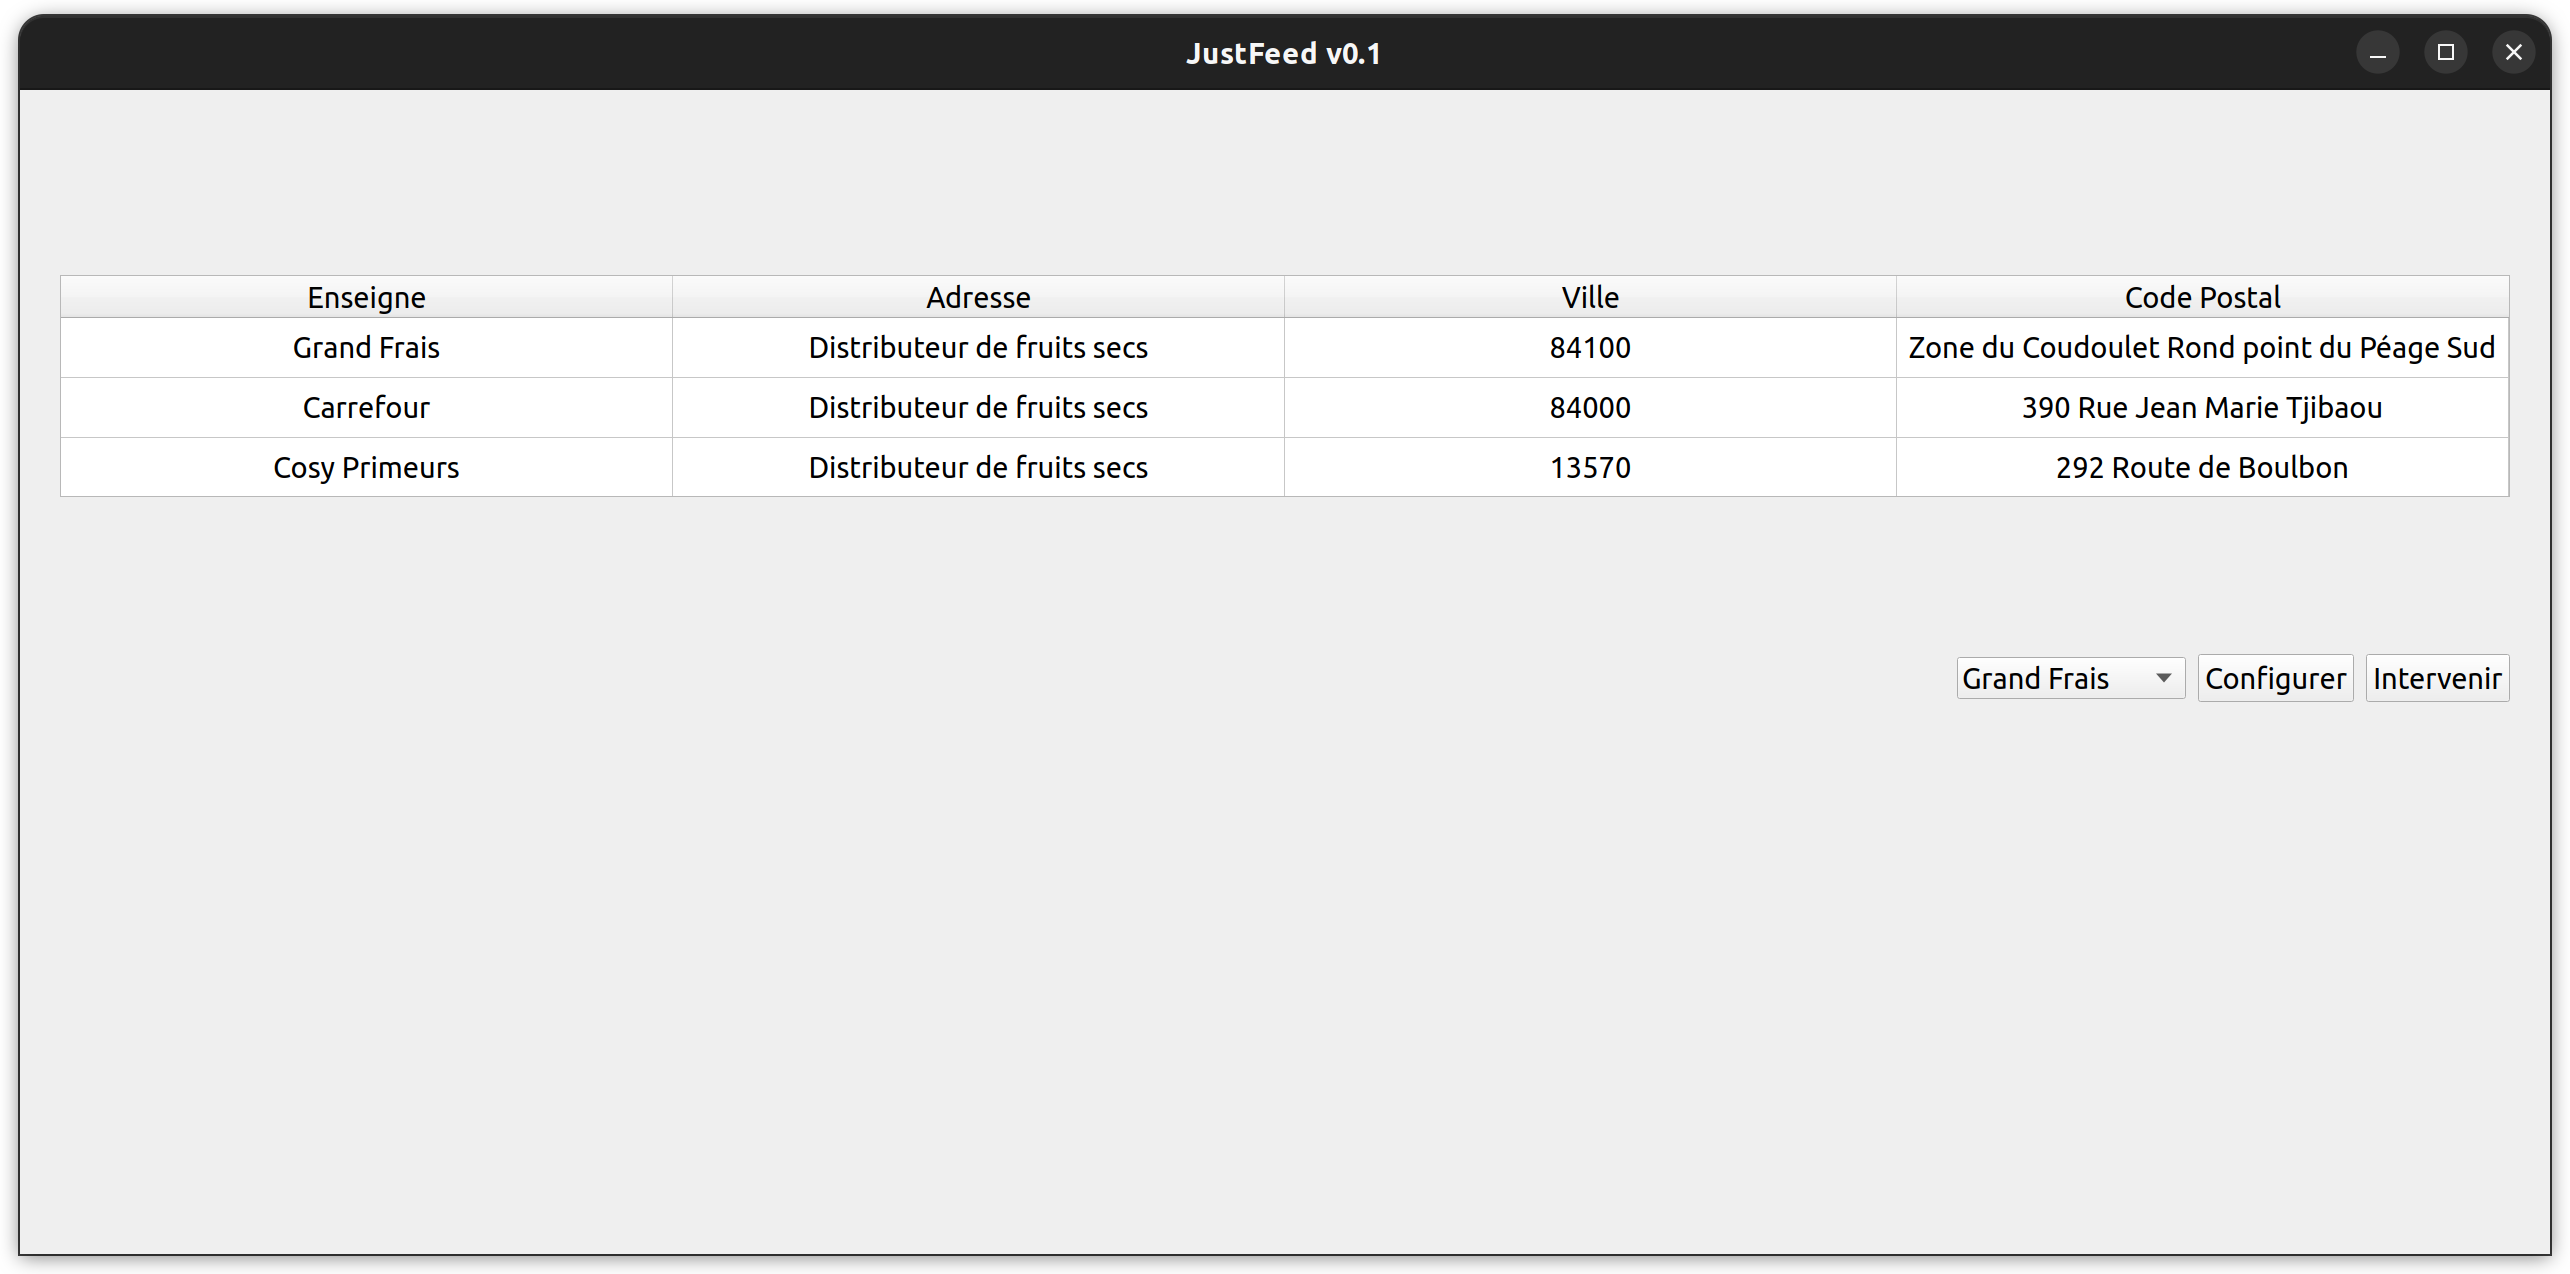 JustFeed v0.1
Enseigne Adresse Ville Code Postal
Grand Frais Distributeur de fruits secs 84100 Zone du Coudoulet Rond point du Péage Sud
Carrefour Distributeur de fruits secs 84000 390 Rue Jean Marie Tjibaou
Cosy Primeurs Distributeur de fruits secs 13570 292 Route de Boulbon
Grand Frais Configurer Intervenir